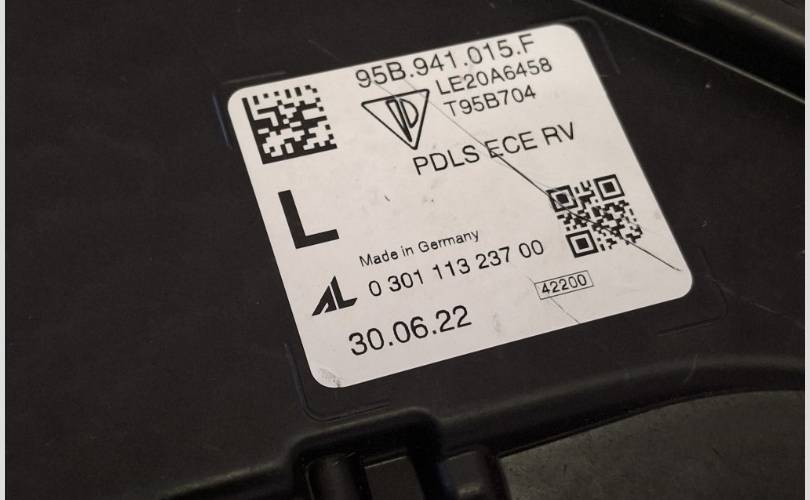 95B.941.015.F
LE20A6458
T95B704
PDLS ECE RV
L
Made in Germany
AL 0 301 113 237 00
42200
30.06.22